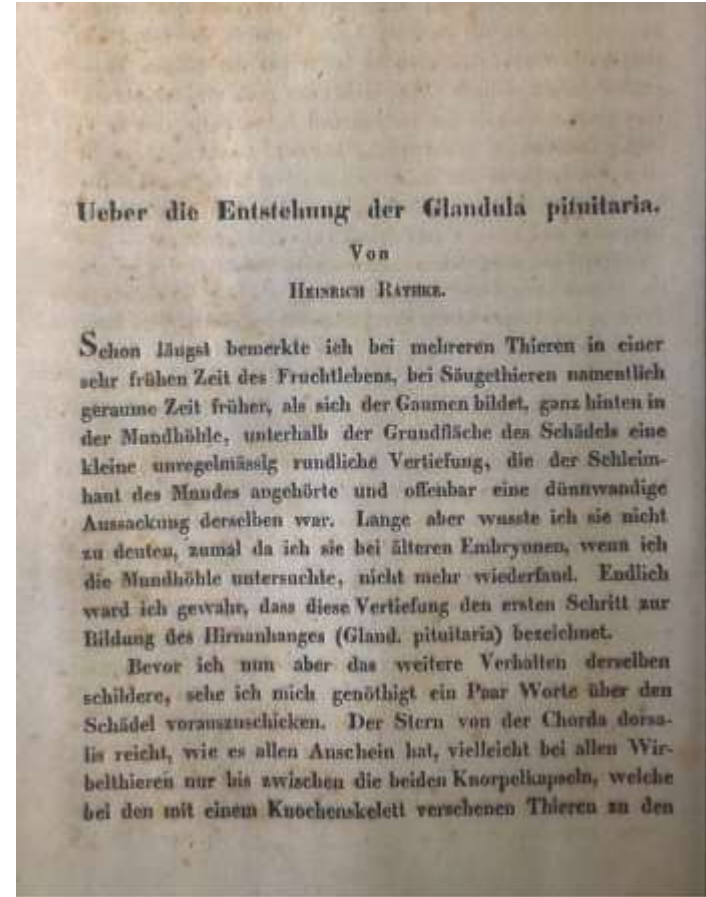 Ueber die Entstehung der Glandula pituitaria.
Von
HEINRICH RATHKE.
Schon längst bemerkte ich bei mehreren Thieren in einer
sehr frühen Zeit des Fruchtlebens, bei Säugethieren namentlich
geraume Zeit früher, als sich der Gaumen bildet, ganz hinten in
der Mundhöhle, unterhalb der Grundfläche des Schädels eine
kleine unregelmässig rundliche Vertiefung, die der Schleim-
haut des Mundes angehörte und offenbar eine dünnwandige
Aussackung derselben war. Lange aber wusste ich sie nicht
zu deuten, zumal da ich sie bei älteren Embryonen, wenn ich
die Mundhöhle untersuchte, nicht mehr wiederfand. Endlich
ward ich gewahr, dass diese Vertiefung den ersten Schritt zur
Bildung des Hirnanhanges (Gland. pituitaria) bezeichnet.
Bevor ich nun aber das weitere Verhalten derselben
schildere, sehe ich mich genöthigt ein Paar Worte über den
Schädel vorauszuschicken. Der Stern von der Chorda dorsa-
lis reicht, wie es allen Anschein hat, vielleicht bei allen Wir-
belthieren nur bis zwischen die beiden Knorpelkapseln, welche
bei den mit einem Knochenskelett versehenen Thieren zu den